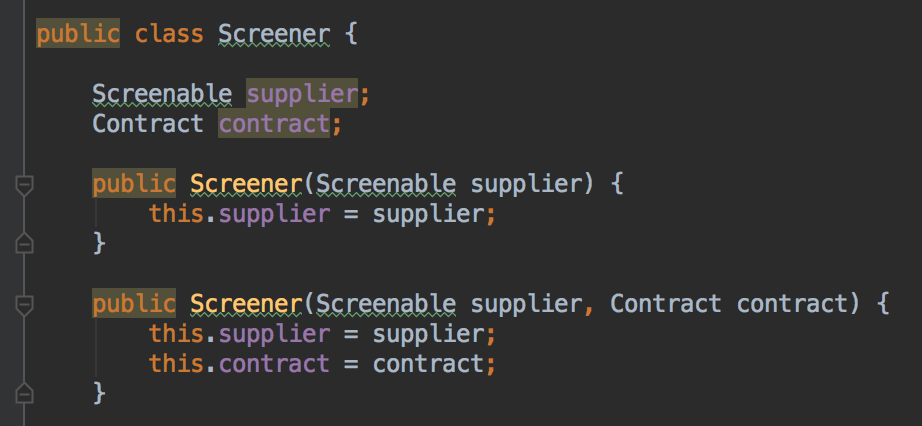 public class Screener {
Screenable supplier;
Contract contract;
public Screener(Screenable supplier) {
this.supplier = supplier;
}
public Screener(Screenable supplier, Contract contract) {
this.supplier = supplier;
this.contract = contract;
}